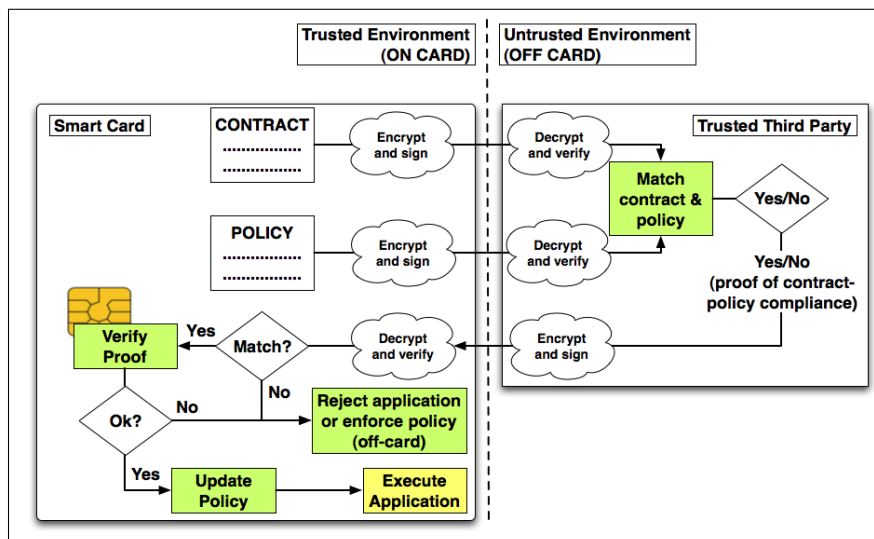 Trusted Environment
(ON CARD)
Untrusted Environment
(OFF CARD)
Smart Card
CONTRACT
..................
..................
Encrypt
and sign
Decrypt
and verify
Trusted Third Party
Match
contract &
policy
Yes/No
POLICY
..................
..................
Encrypt
and sign
Decrypt
and verify
Yes/No
(proof of contract-
policy compliance)
Verify
Proof
Yes
Match?
Decrypt
and verify
Encrypt
and sign
No
Ok?
No
Reject application
or enforce policy
(off-card)
Yes
Update
Policy
Execute
Application